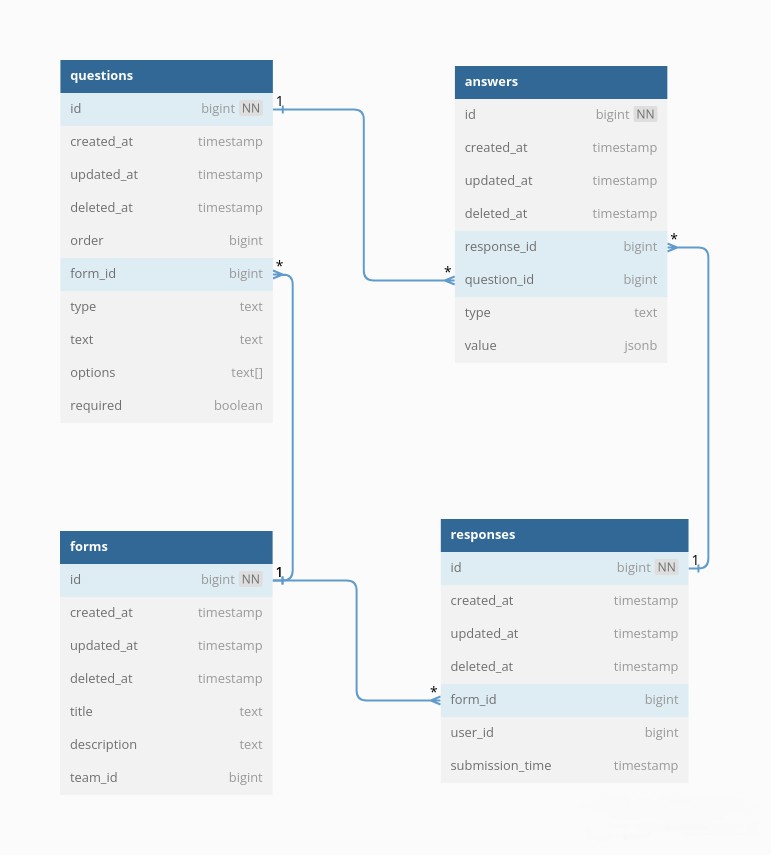 questions
id bigint NN
created_at timestamp
updated_at timestamp
deleted_at timestamp
order bigint
form_id bigint
type text
text text
options text[]
required boolean
1
*
answers
id bigint NN
created_at timestamp
updated_at timestamp
deleted_at timestamp
response_id bigint
question_id bigint
type text
value jsonb
*
*
forms
id bigint NN
created_at timestamp
updated_at timestamp
deleted_at timestamp
title text
description text
team_id bigint
1
responses
id bigint NN
created_at timestamp
updated_at timestamp
deleted_at timestamp
form_id bigint
user_id bigint
submission_time timestamp
1
*